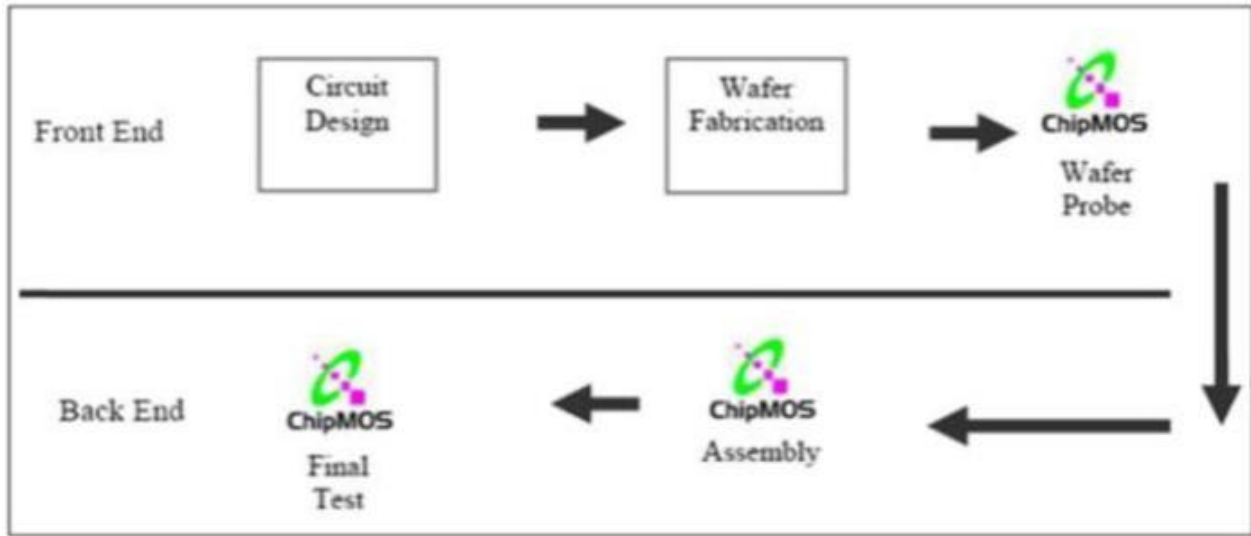 Front End
Circuit
Design
Wafer
Fabrication
ChipMOS
Wafer
Probe
Back End
ChipMOS
Final
Test
ChipMOS
Assembly